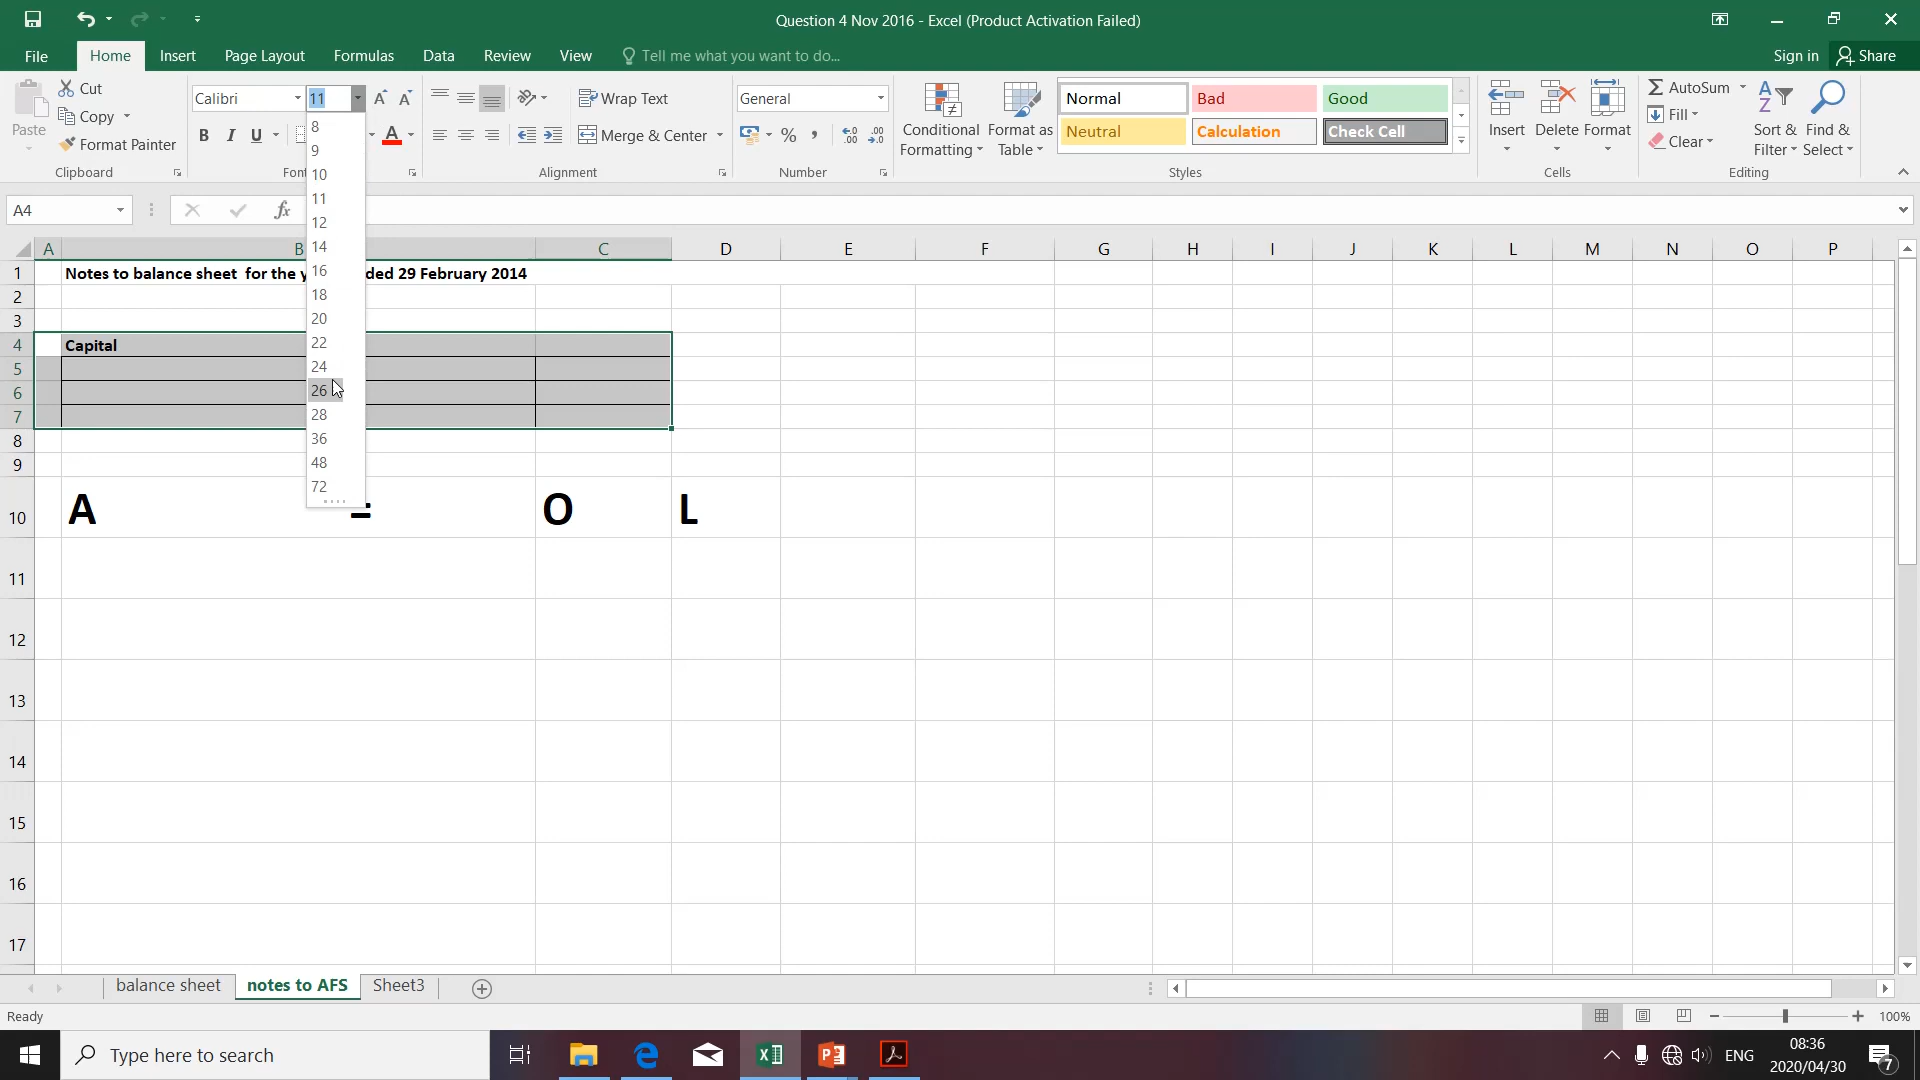 Question 4 Nov 2016 - Excel (Product Activation Failed)
File Home Insert Page Layout Formulas Data Review View Tell me what you want to do... Sign in Share
Paste
Cut
Copy
Format Painter
Clipboard
Calibri 11
B I U A
Font
Wrap Text
Merge & Center
Alignment
General
% ,
Number
Conditional Formatting
Format as Table
Normal Bad Good
Neutral Calculation Check Cell
Styles
Insert Delete Format
Cells
AutoSum
Fill
Clear
Sort & Filter
Find & Select
Editing
A4 fx
8
9
10
11
12
14
16
18
20
22
24
26
28
36
48
72
A B C D E F G H I J K L M N O P
1 Notes to balance sheet for the y ded 29 February 2014
2
3
4 Capital
5
6
7
8
9
10 A = O L
11
12
13
14
15
16
17
balance sheet notes to AFS Sheet3
Ready 100%
Type here to search
ENG
08:36
2020/04/30
7